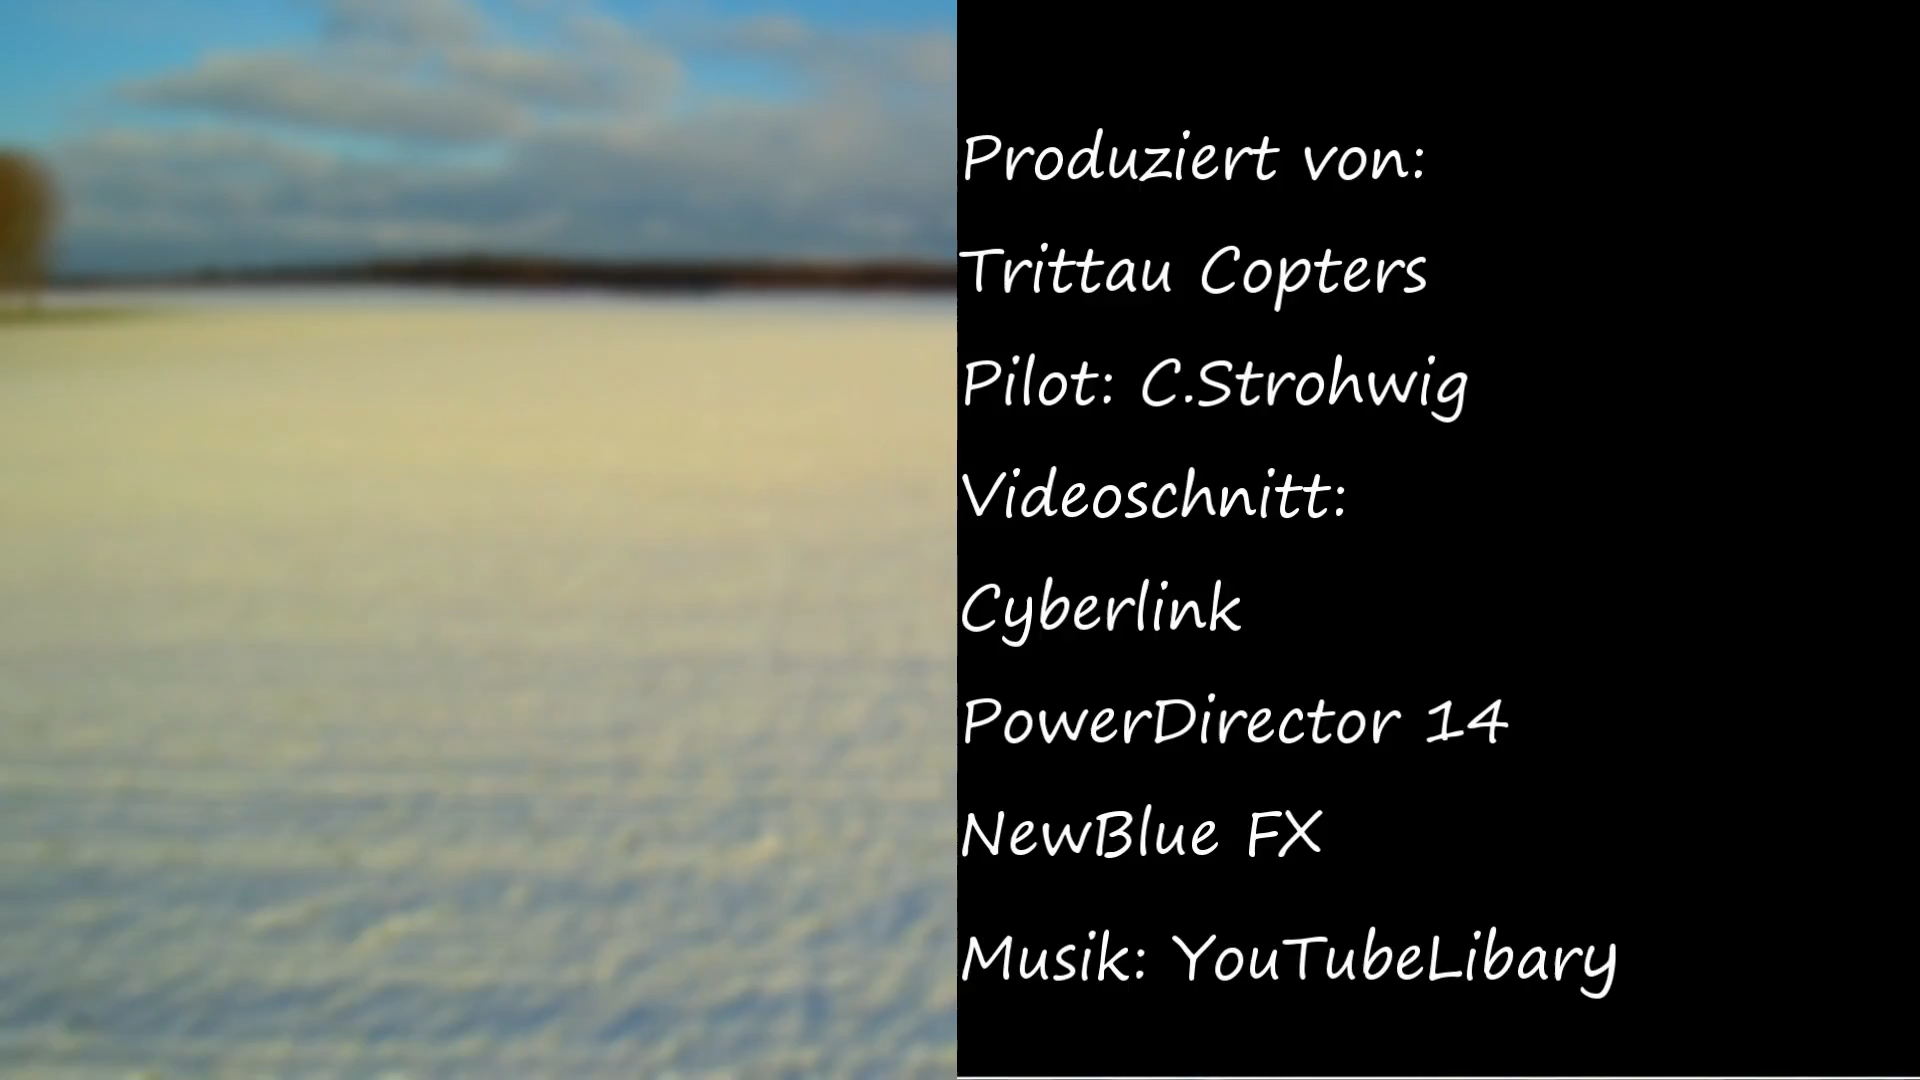 Produziert von:
Trittau Copters
Pilot: C.Strohwig
Videoschnitt:
Cyberlink
PowerDirector 14
NewBlue FX
Musik: YouTubeLibary